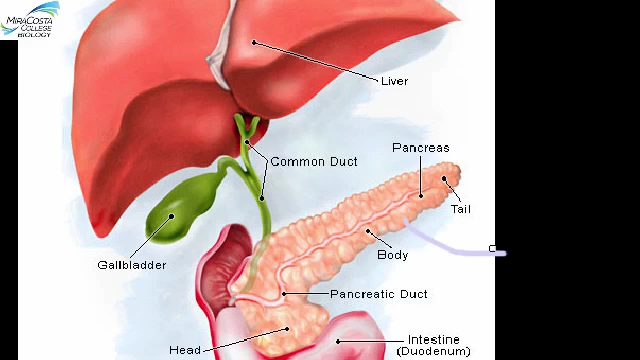 MIRACOSTA
COLLEGE
BIOLOGY
Liver
Pancreas
Common Duct
Tail
Body
Gallbladder
Pancreatic Duct
Intestine
(Duodenum)
Head